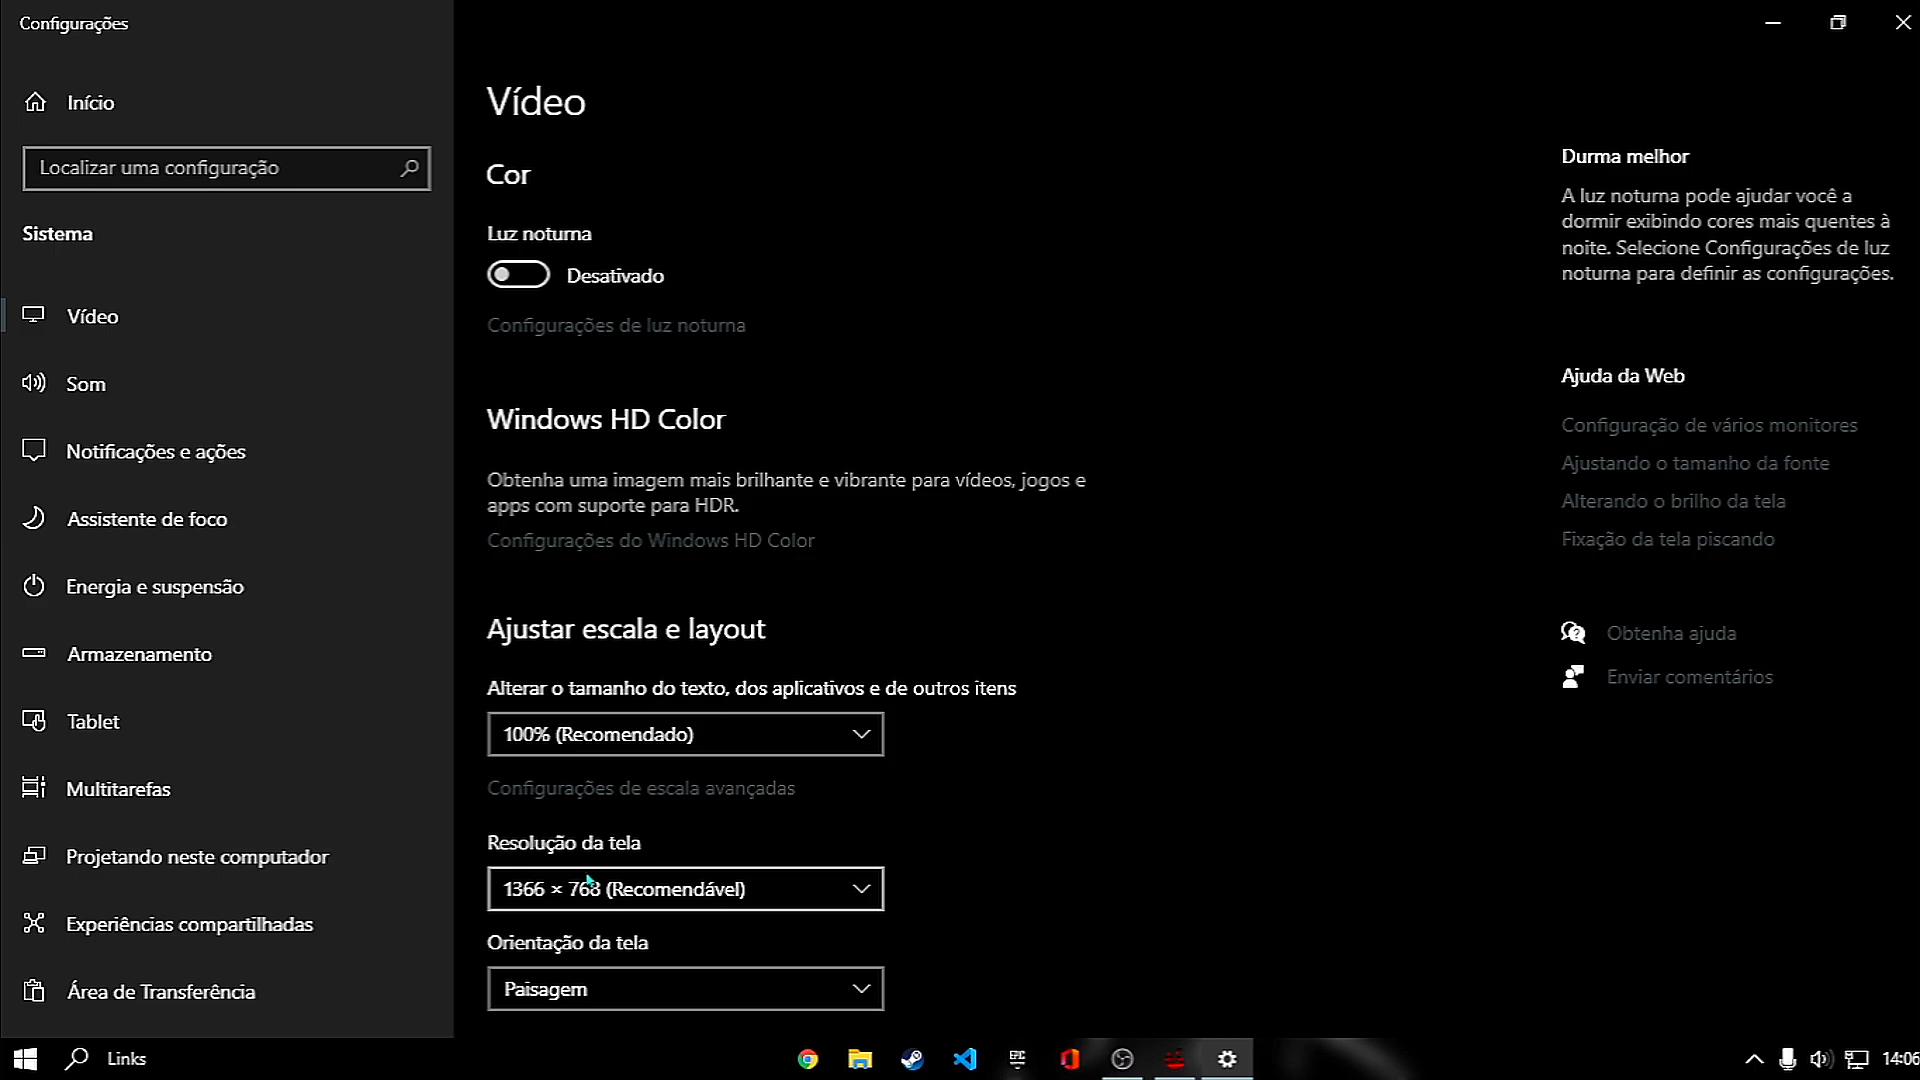 Configurações
Início
Localizar uma configuração
Sistema
Vídeo
Som
Notificações e ações
Assistente de foco
Energia e suspensão
Armazenamento
Tablet
Multitarefas
Projetando neste computador
Experiências compartilhadas
Área de Transferência
Vídeo
Cor
Luz noturna
Desativado
Configurações de luz noturna
Windows HD Color
Obtenha uma imagem mais brilhante e vibrante para vídeos, jogos e
apps com suporte para HDR.
Configurações do Windows HD Color
Ajustar escala e layout
Alterar o tamanho do texto, dos aplicativos e de outros itens
100% (Recomendado)
Configurações de escala avançadas
Resolução da tela
1366 × 768 (Recomendável)
Orientação da tela
Paisagem
Durma melhor
A luz noturna pode ajudar você a
dormir exibindo cores mais quentes à
noite. Selecione Configurações de luz
noturna para definir as configurações.
Ajuda da Web
Configuração de vários monitores
Ajustando o tamanho da fonte
Alterando o brilho da tela
Fixação da tela piscando
Obtenha ajuda
Enviar comentários
Links
EPIC
14:06